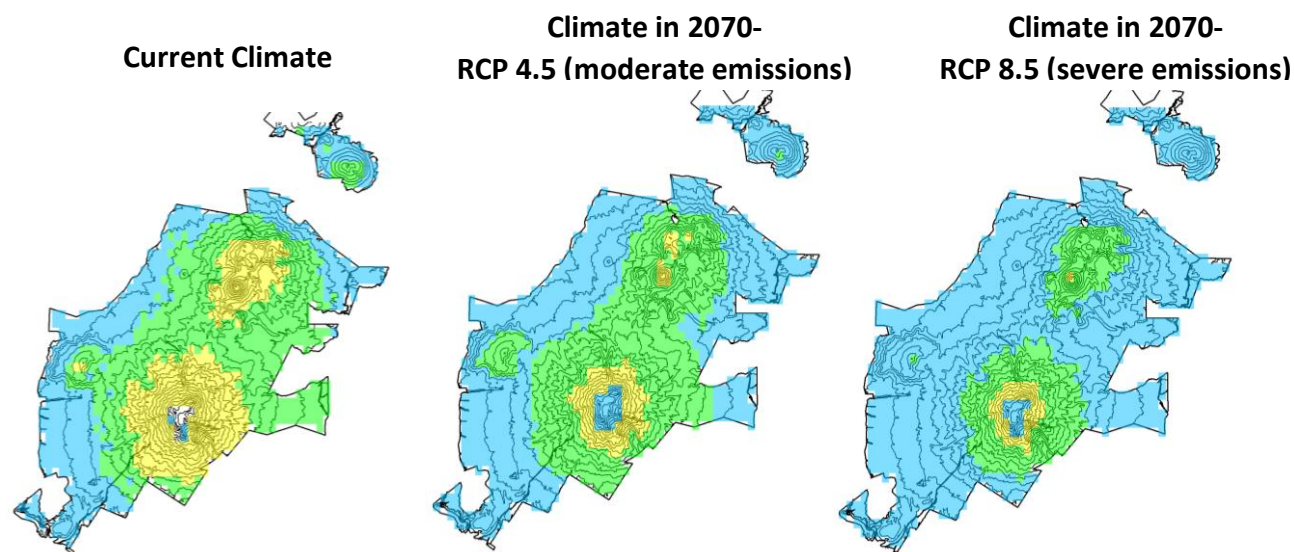 Current Climate
Climate in 2070-
RCP 4.5 (moderate emissions)
Climate in 2070-
RCP 8.5 (severe emissions)